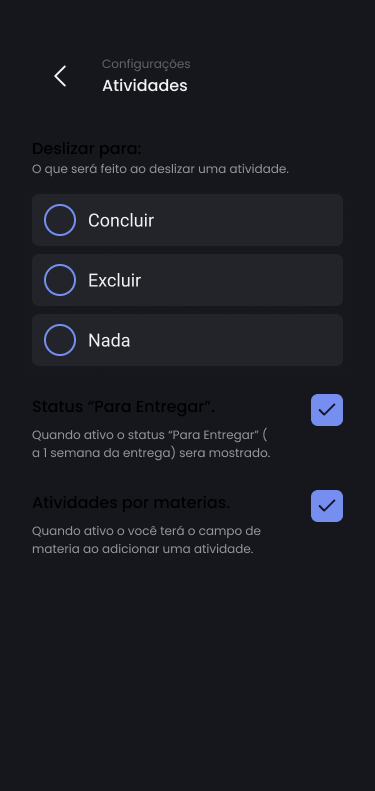 Configurações
Atividades
Deslizar para:
O que será feito ao deslizar uma atividade.
Concluir
Excluir
Nada
Status “Para Entregar”.
Quando ativo o status “Para Entregar” (
a 1 semana da entrega) sera mostrado.
Atividades por materias.
Quando ativo o você terá o campo de
materia ao adicionar uma atividade.